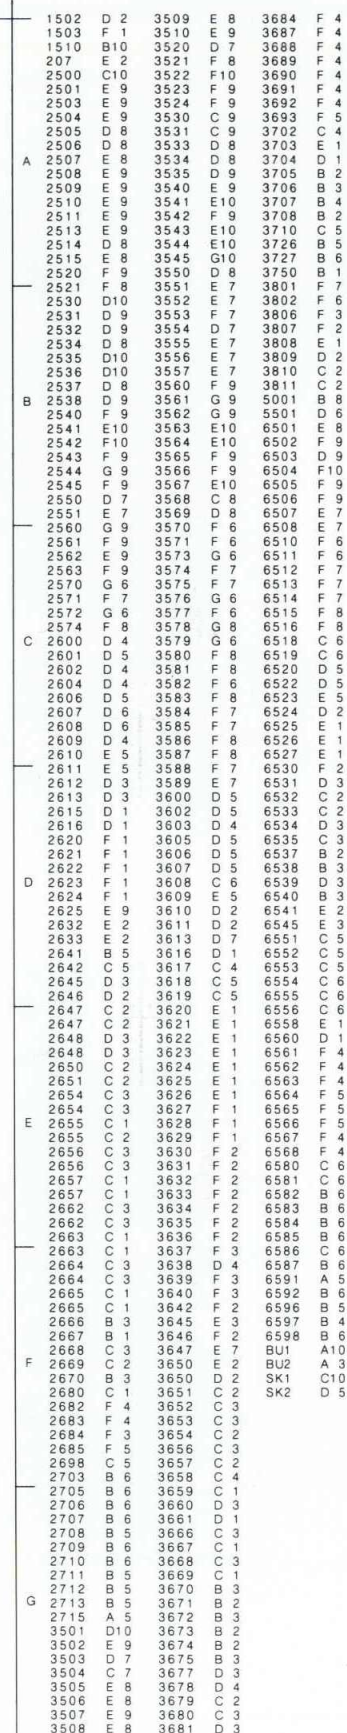 1502 D 2 3509 E 8 3684 F 4
1503 F 1 3510 E 9 3687 F 4
1510 B10 3520 D 7 3688 F 4
207 E 2 3521 F 8 3689 F 4
2500 C10 3522 F10 3690 F 4
2501 E 9 3523 F 9 3691 F 4
2503 E 9 3524 F 9 3692 F 4
2504 E 9 3530 C 9 3693 F 5
2505 D 8 3531 C 9 3702 C 4
2506 D 8 3533 D 8 3703 E 1
A 2507 E 8 3534 D 8 3704 D 1
2508 E 9 3535 D 9 3705 B 2
2509 E 9 3540 E 9 3706 B 3
2510 E 9 3541 E10 3707 B 4
2511 E 9 3542 F 9 3708 B 2
2513 E 9 3543 E10 3710 C 5
2514 D 8 3544 E10 3726 B 5
2515 E 8 3545 G10 3727 B 6
2520 F 9 3550 D 8 3750 B 1
2521 F 8 3551 E 7 3801 F 7
2530 D10 3552 E 7 3802 F 6
2531 D 9 3553 F 7 3806 F 3
2532 D 9 3554 D 7 3807 F 2
2534 D 8 3555 E 7 3808 E 1
2535 D10 3556 E 7 3809 D 2
2536 D10 3557 E 7 3810 C 2
2537 D 8 3560 F 9 3811 C 2
B 2538 D 9 3561 G 9 5001 B 8
2540 F 9 3562 G 9 5501 D 6
2541 E10 3563 E10 6501 E 8
2542 F10 3564 E10 6502 F 9
2543 F 9 3565 F 9 6503 D 9
2544 G 9 3566 F 9 6504 F10
2545 F 9 3567 E10 6505 F 9
2550 D 7 3568 C 8 6506 F 9
2551 E 7 3569 D 8 6507 E 7
2560 G 9 3570 F 6 6508 E 7
2561 F 9 3571 F 6 6510 F 6
2562 E 9 3573 G 6 6511 F 6
2563 F 9 3574 F 7 6512 F 7
2570 G 6 3575 F 7 6513 F 7
2571 F 7 3576 G 6 6514 F 7
2572 G 6 3577 F 6 6515 F 8
2574 F 8 3578 G 8 6516 F 8
C 2600 D 4 3579 G 6 6518 C 6
2601 D 5 3580 F 8 6519 C 6
2602 D 4 3581 F 8 6520 D 5
2604 D 4 3582 F 6 6522 D 5
2606 D 5 3583 F 8 6523 E 5
2607 D 6 3584 F 7 6524 D 2
2608 D 6 3585 F 7 6525 E 1
2609 D 4 3586 F 8 6526 E 1
2610 E 5 3587 F 8 6527 E 1
2611 E 5 3588 F 7 6530 F 2
2612 D 3 3589 E 7 6531 D 3
2613 D 3 3600 D 5 6532 C 2
2615 D 1 3602 D 5 6533 C 2
2616 D 1 3603 D 4 6534 D 3
2620 F 1 3605 D 5 6535 C 3
2621 F 1 3606 D 5 6537 B 2
2622 F 1 3607 D 5 6538 B 3
D 2623 F 1 3608 C 6 6539 D 3
2624 F 1 3609 E 5 6540 B 3
2625 E 9 3610 D 2 6541 E 2
2632 E 2 3611 D 2 6545 E 3
2633 E 2 3613 D 7 6551 C 5
2641 B 5 3616 D 1 6552 C 5
2642 C 5 3617 C 4 6553 C 5
2645 D 3 3618 C 5 6554 C 6
2646 D 2 3619 C 5 6555 C 6
2647 C 2 3620 E 1 6556 C 6
2647 C 2 3621 E 1 6558 E 1
2648 D 3 3622 E 1 6560 D 1
2648 D 3 3623 E 1 6561 F 4
2650 C 2 3624 E 1 6562 F 4
2651 C 2 3625 E 1 6563 F 4
2654 C 3 3626 E 1 6564 F 5
2654 C 3 3627 F 1 6565 F 5
E 2655 C 1 3628 F 1 6566 F 5
2655 C 2 3629 F 1 6567 F 4
2656 C 3 3630 F 2 6568 F 4
2656 C 3 3631 F 2 6580 C 6
2657 C 1 3632 F 2 6581 C 6
2657 C 1 3633 F 2 6582 B 6
2662 C 3 3634 F 2 6583 B 6
2662 C 3 3635 F 2 6584 B 6
2663 C 1 3636 F 2 6585 B 6
2663 C 1 3637 F 3 6586 C 6
2664 C 3 3638 D 4 6587 B 6
2664 C 3 3639 F 3 6591 A 5
2665 C 1 3640 F 3 6592 B 6
2665 C 1 3642 F 2 6596 B 5
2666 B 3 3645 E 3 6597 B 4
2667 B 1 3646 F 2 6598 B 6
F 2668 C 3 3647 E 7 BU1 A10
2669 C 2 3650 E 2 BU2 A 3
2670 B 3 3650 D 2 SK1 C10
2680 C 1 3651 C 2 SK2 D 5
2682 F 4 3652 C 3
2683 F 4 3653 C 3
2684 F 3 3654 C 2
2685 F 5 3656 C 3
2698 C 5 3657 C 2
2703 B 6 3658 C 4
2705 B 6 3659 C 1
2706 B 6 3660 D 3
2707 B 6 3661 D 1
2708 B 5 3666 C 3
2709 B 6 3667 C 1
2710 B 6 3668 C 3
2711 B 5 3669 C 1
2712 B 5 3670 B 3
G 2713 B 5 3671 B 2
2715 A 5 3672 B 3
3501 D10 3673 B 2
3502 E 9 3674 B 2
3503 D 7 3675 B 3
3504 C 7 3677 D 3
3505 E 8 3678 D 4
3506 E 8 3679 C 2
3507 E 9 3680 C 3
3508 E 8 3681 D 3